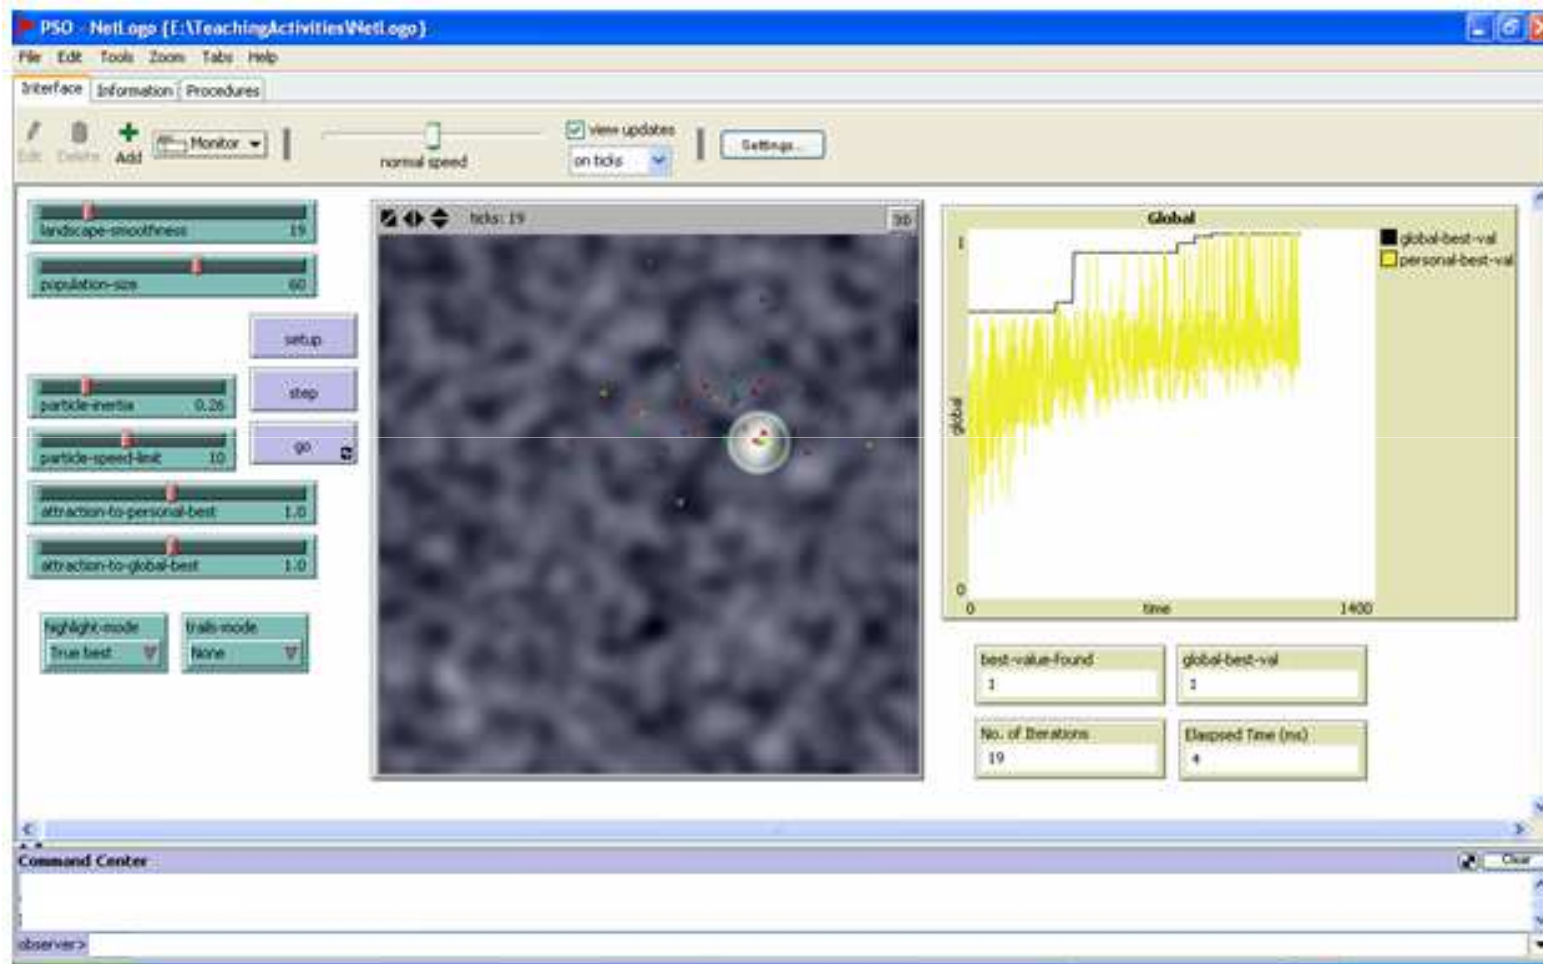 PSO - NetLogo {E:\TeachingActivities\NetLogo}
File Edit Tools Zoom Tabs Help
Interface Information Procedures
Edit Delete Add Monitor normal speed view updates on ticks Settings...
landscape-smoothness 19
population-size 60
setup
particle-inertia 0.26
step
particle-speed-limit 10
go
attraction-to-personal-best 1.0
attraction-to-global-best 1.0
highlight-mode
True best
trails-mode
None
ticks: 19
3D
Global
1
global
0
0 time 1400
global-best-val
personal-best-val
best-value-found
1
global-best-val
1
No. of Iterations
19
Elaspsed Time (ms)
4
Command Center
Clear
observer>